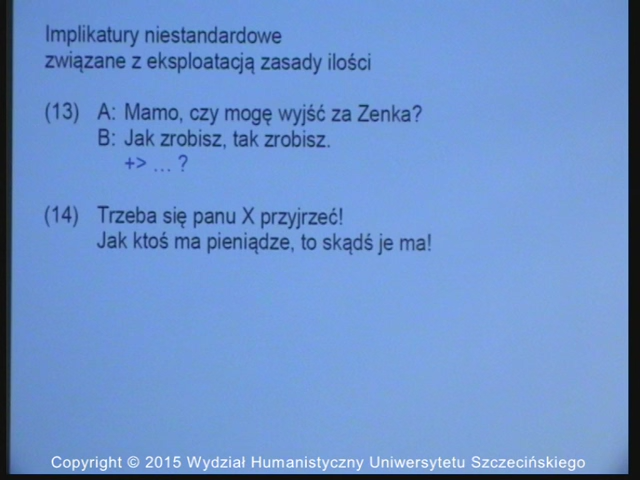 Implikatury niestandardowe
związane z eksploatacją zasady ilości
(13) A: Mamo, czy mogę wyjść za Zenka?
B: Jak zrobisz, tak zrobisz.
+> ... ?
(14) Trzeba się panu X przyjrzeć!
Jak ktoś ma pieniądze, to skądś je ma!
Copyright © 2015 Wydział Humanistyczny Uniwersytetu Szczecińskiego